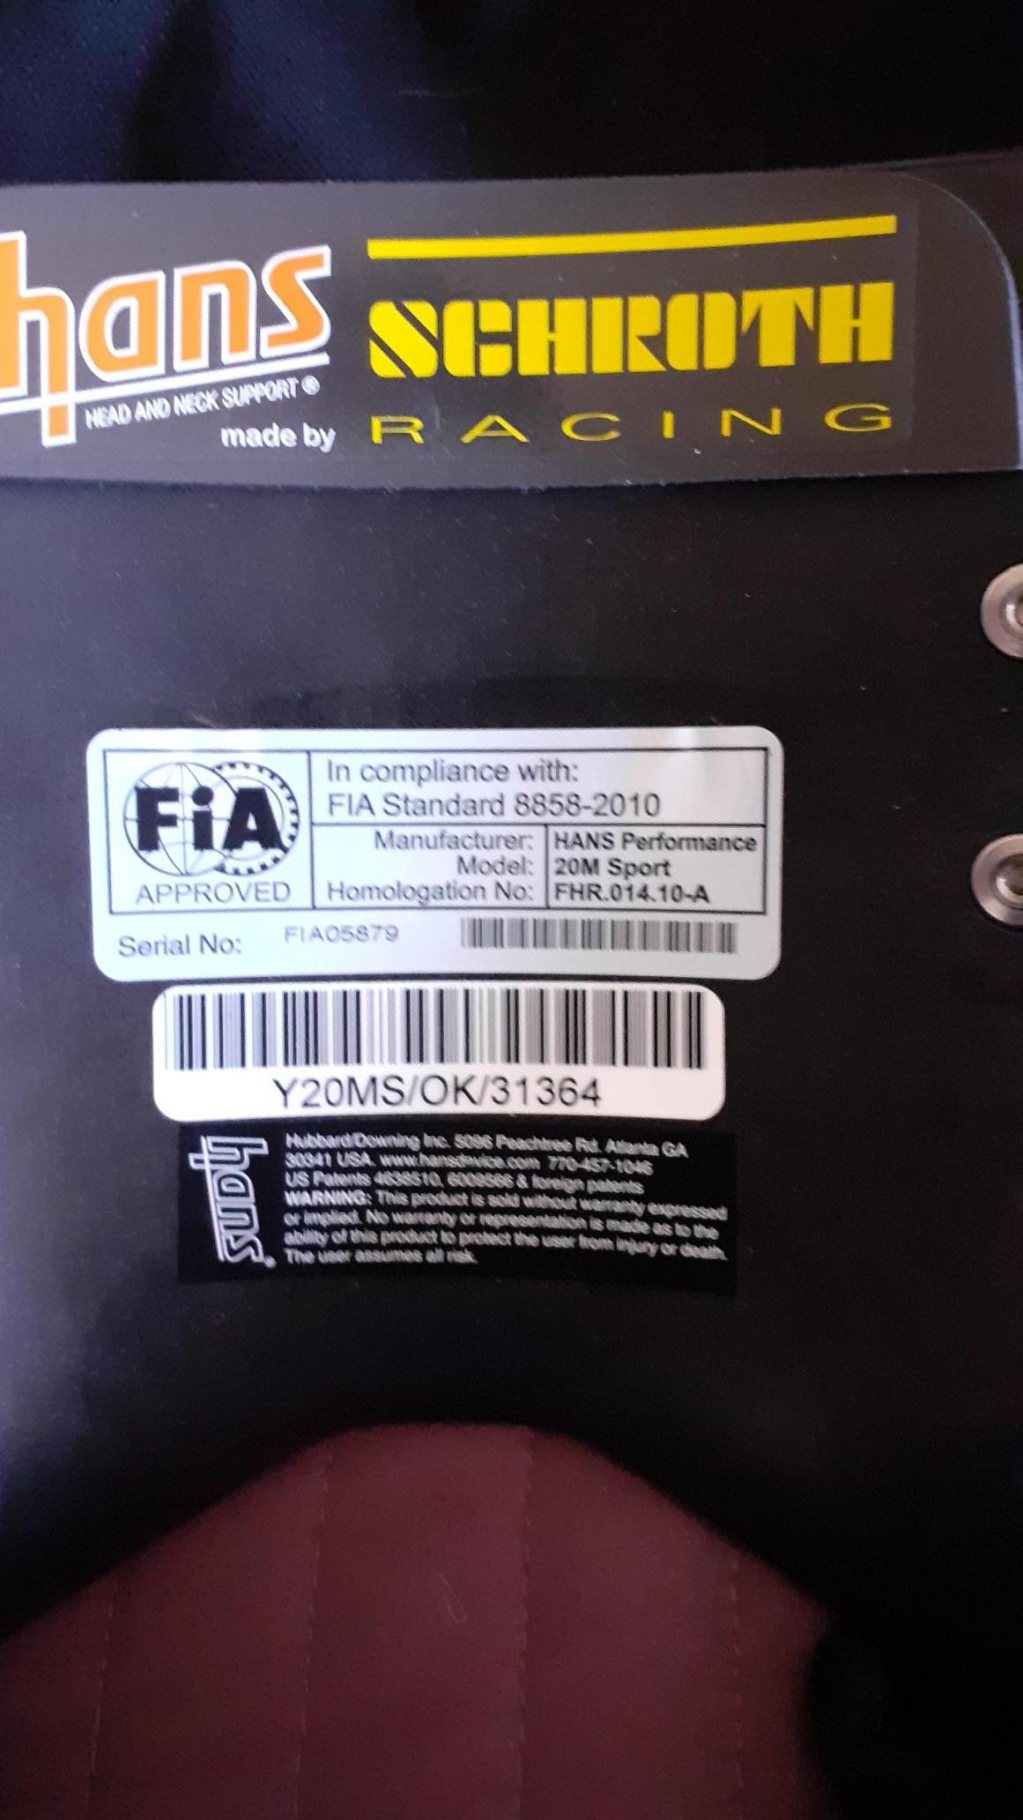 hans
HEAD AND NECK SUPPORT®
made by
SCHROTH
RACING
FiA
APPROVED
In compliance with:
FIA Standard 8858-2010
Manufacturer: HANS Performance
Model: 20M Sport
Homologation No: FHR.014.10-A
Serial No: FIA05879
Y20MS/OK/31364
hans®
Hubbard/Downing Inc. 5096 Peachtree Rd. Atlanta GA
30341 USA. www.hansdevice.com 770-457-1046
US Patents 4638510, 6009566 & foreign patents
WARNING: This product is sold without warranty expressed
or implied. No warranty or representation is made as to the
ability of this product to protect the user from injury or death.
The user assumes all risk.